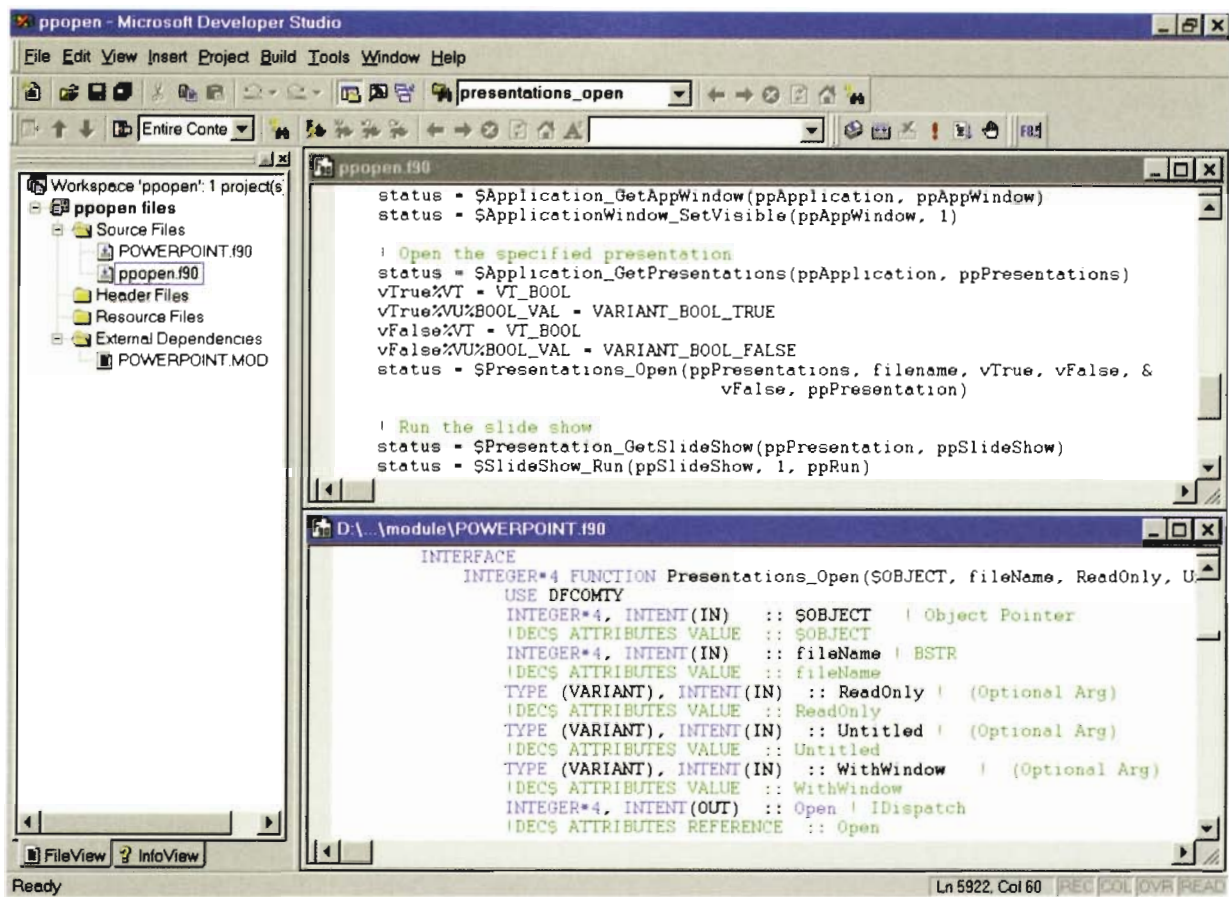 ppopen - Microsoft Developer Studio
File Edit View Insert Project Build Tools Window Help
presentations_open
Entire Conte
Workspace 'ppopen': 1 project(s
ppopen files
Source Files
POWERPOINT.f90
ppopen.f90
Header Files
Resource Files
External Dependencies
POWERPOINT.MOD
FileView InfoView
ppopen.f90
status = $Application_GetAppWindow(ppApplication, ppAppWindow)
status = $ApplicationWindow_SetVisible(ppAppWindow, 1)
! Open the specified presentation
status = $Application_GetPresentations(ppApplication, ppPresentations)
vTrue%VT = VT_BOOL
vTrue%VU%BOOL_VAL = VARIANT_BOOL_TRUE
vFalse%VT = VT_BOOL
vFalse%VU%BOOL_VAL = VARIANT_BOOL_FALSE
status = $Presentations_Open(ppPresentations, filename, vTrue, vFalse, &
vFalse, ppPresentation)
! Run the slide show
status = $Presentation_GetSlideShow(ppPresentation, ppSlideShow)
status = $SlideShow_Run(ppSlideShow, 1, ppRun)
D:\...\module\POWERPOINT.f90
INTERFACE
INTEGER*4 FUNCTION Presentations_Open($OBJECT, fileName, ReadOnly, U
USE DFCOMTY
INTEGER*4, INTENT(IN) :: $OBJECT ! Object Pointer
!DEC$ ATTRIBUTES VALUE :: $OBJECT
INTEGER*4, INTENT(IN) :: fileName ! BSTR
!DEC$ ATTRIBUTES VALUE :: fileName
TYPE (VARIANT), INTENT(IN) :: ReadOnly ! (Optional Arg)
!DEC$ ATTRIBUTES VALUE :: ReadOnly
TYPE (VARIANT), INTENT(IN) :: Untitled ! (Optional Arg)
!DEC$ ATTRIBUTES VALUE :: Untitled
TYPE (VARIANT), INTENT(IN) :: WithWindow ! (Optional Arg)
!DEC$ ATTRIBUTES VALUE :: WithWindow
INTEGER*4, INTENT(OUT) :: Open ! IDispatch
!DEC$ ATTRIBUTES REFERENCE :: Open
Ready
Ln 5922, Col 60 REC COL OVR READ